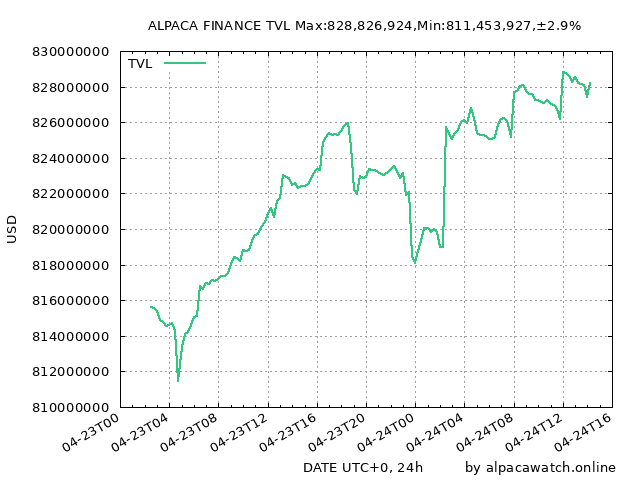 ALPACA FINANCE TVL Max:828,826,924,Min:811,453,927,±2.9%
TVL
830000000
828000000
826000000
824000000
822000000
820000000
818000000
816000000
814000000
812000000
810000000
USD
04-23T00
04-23T04
04-23T08
04-23T12
04-23T16
04-23T20
04-24T00
04-24T04
04-24T08
04-24T12
04-24T16
DATE UTC+0, 24h
by alpacawatch.online